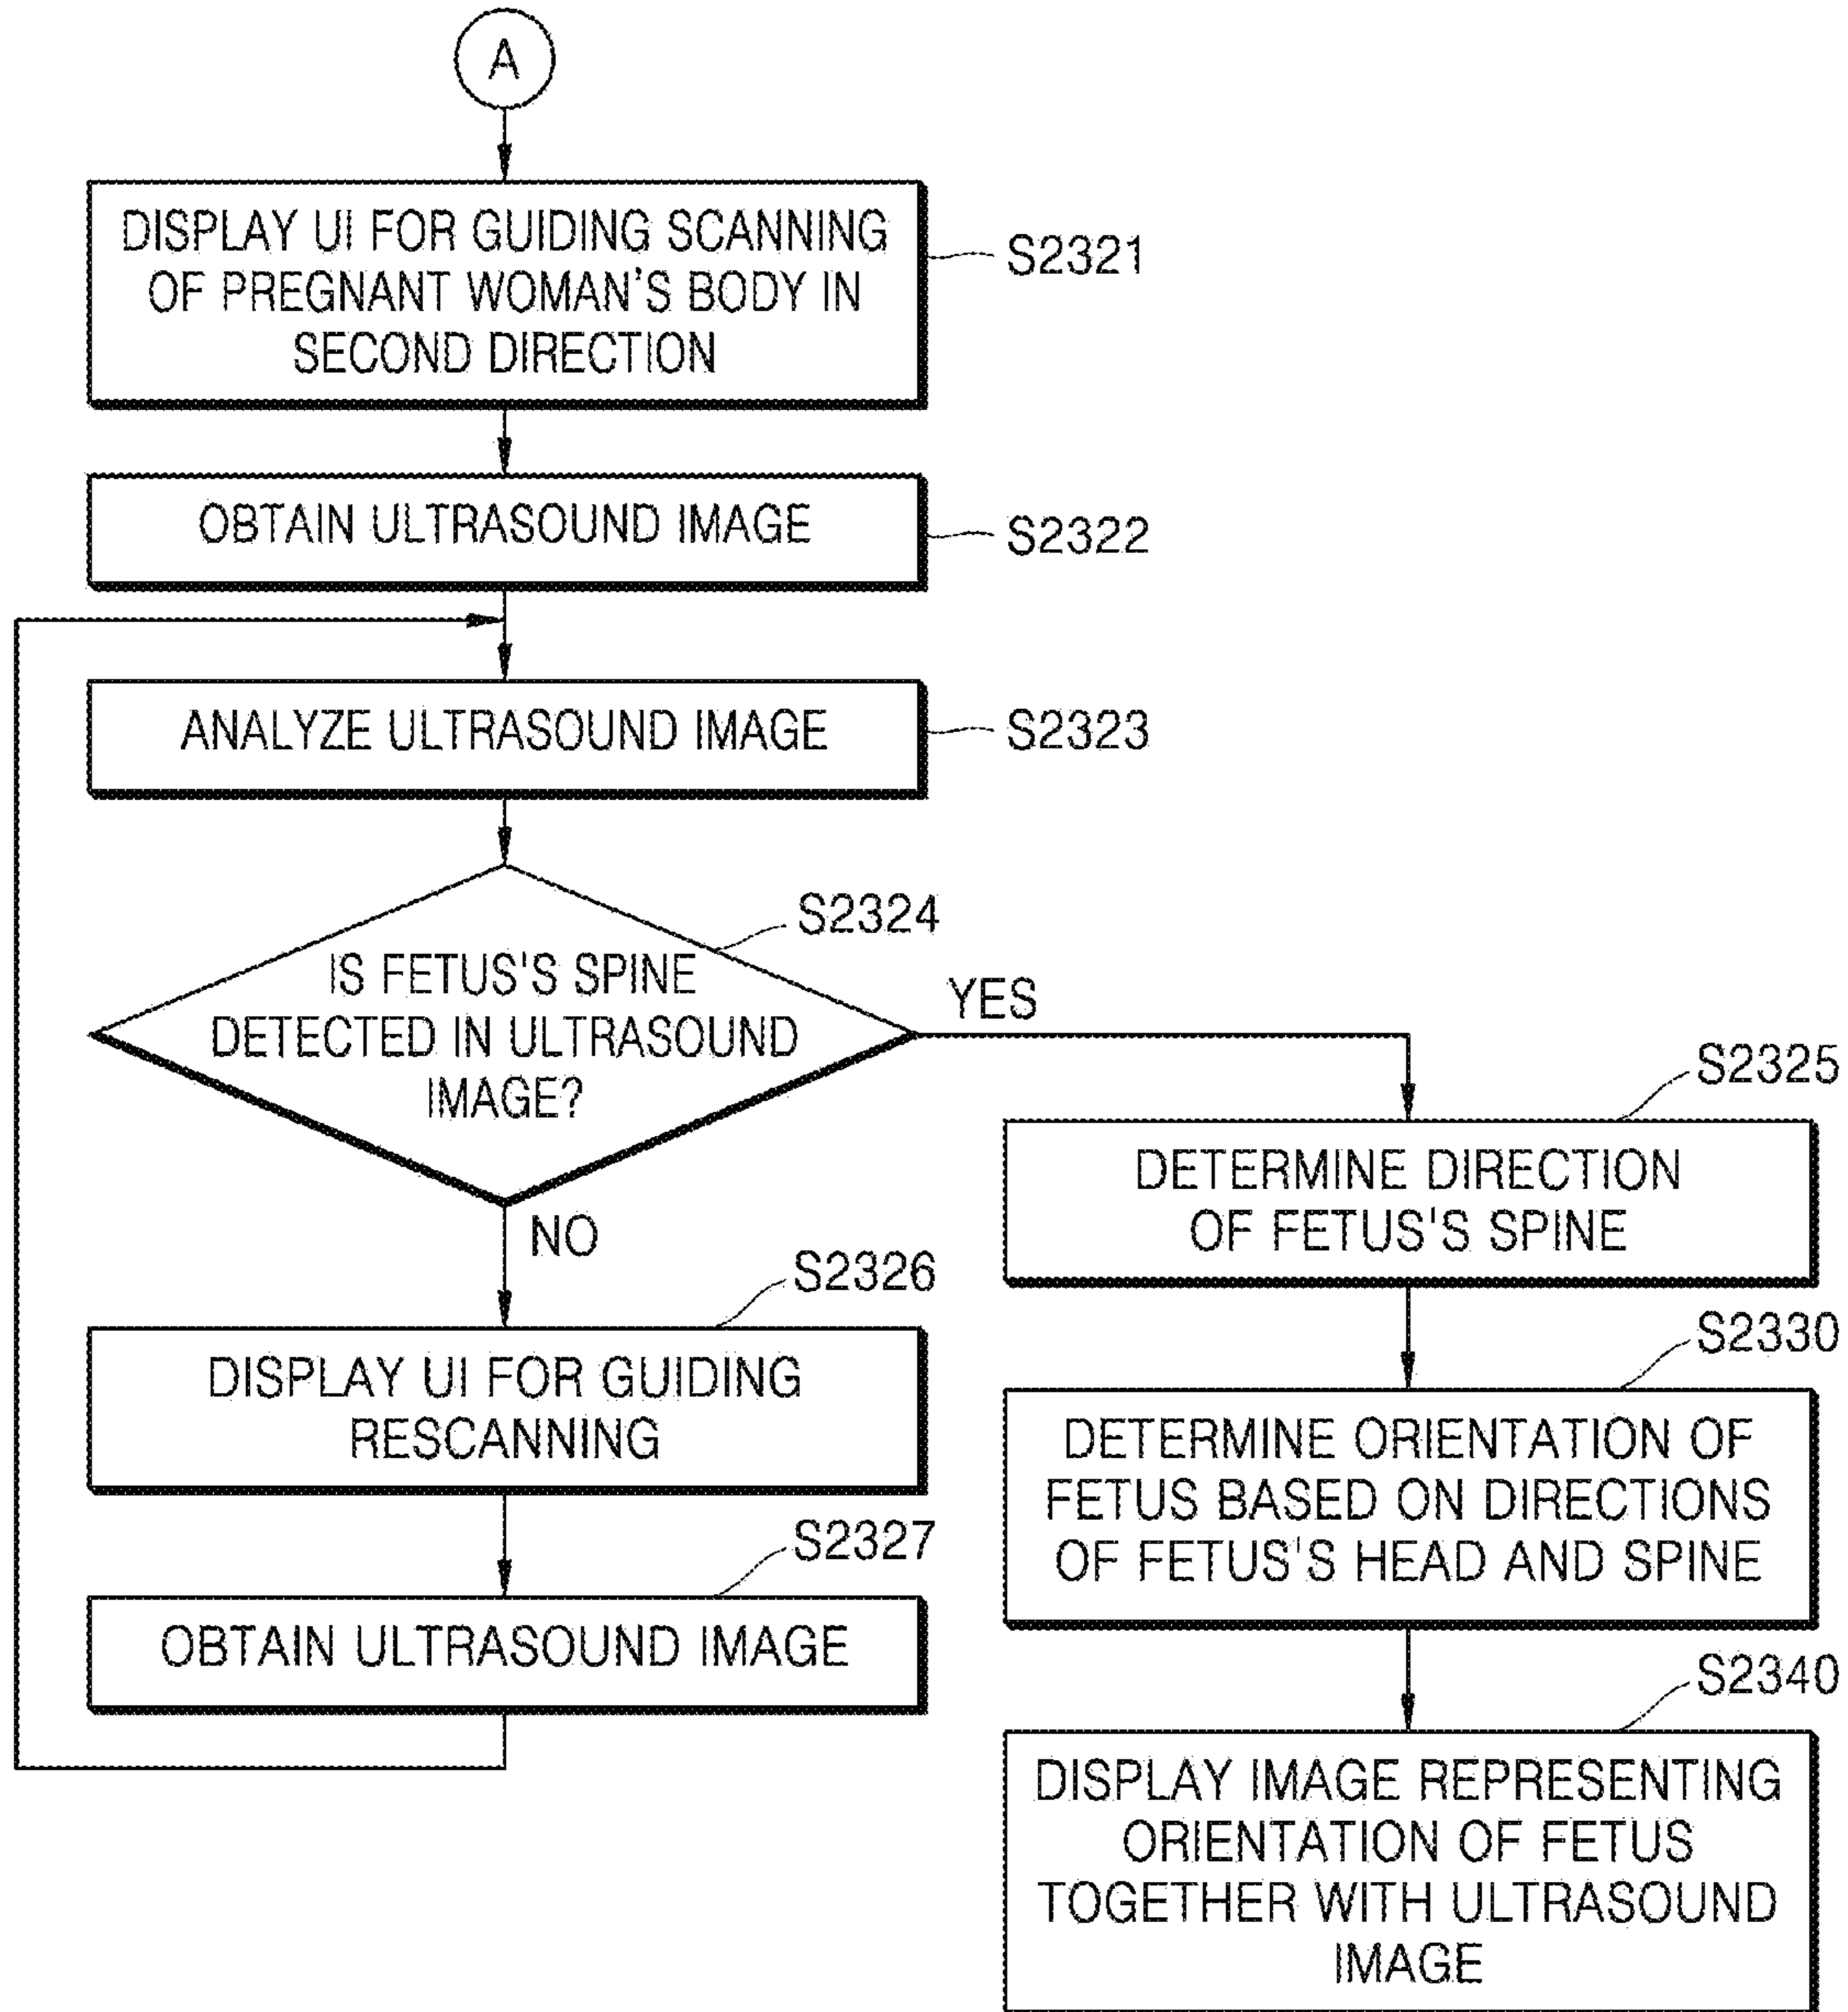 A
DISPLAY UI FOR GUIDING SCANNING
OF PREGNANT WOMAN'S BODY IN
SECOND DIRECTION
S2321
OBTAIN ULTRASOUND IMAGE
S2322
ANALYZE ULTRASOUND IMAGE
S2323
S2324
IS FETUS'S SPINE
DETECTED IN ULTRASOUND
IMAGE?
YES
NO
S2326
DISPLAY UI FOR GUIDING
RESCANNING
S2327
OBTAIN ULTRASOUND IMAGE
S2325
DETERMINE DIRECTION
OF FETUS'S SPINE
S2330
DETERMINE ORIENTATION OF
FETUS BASED ON DIRECTIONS
OF FETUS'S HEAD AND SPINE
S2340
DISPLAY IMAGE REPRESENTING
ORIENTATION OF FETUS
TOGETHER WITH ULTRASOUND
IMAGE